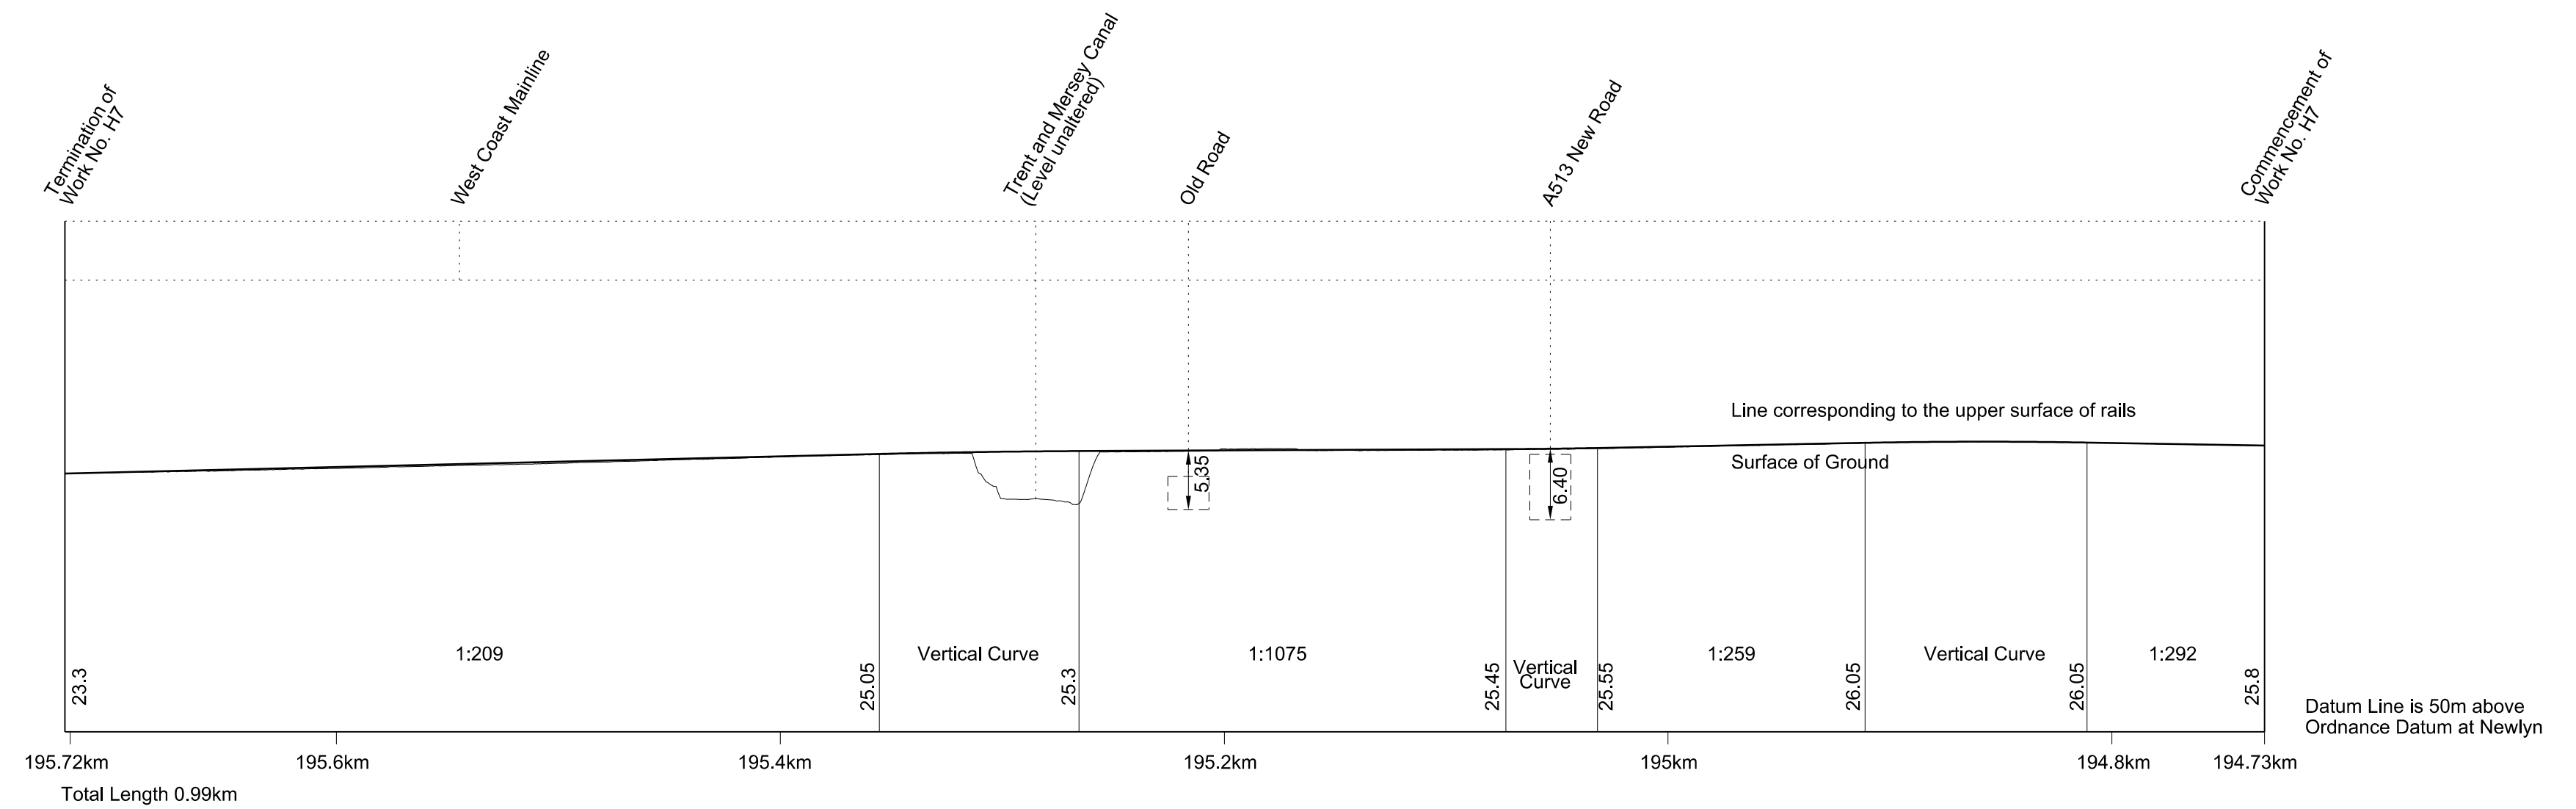 Termination of
Work No. H7
West Coast Mainline
Trent and Mersey Canal
(Level unaltered)
Old Road
A513 New Road
Commencement of
Work No. H7
Line corresponding to the upper surface of rails
Surface of Ground
5.35
6.40
1:209
Vertical Curve
1:1075
Vertical
Curve
1:259
Vertical Curve
1:292
23.3
25.05
25.3
25.45
25.55
26.05
26.05
25.8
Datum Line is 50m above
Ordnance Datum at Newlyn
195.72km
195.6km
195.4km
195.2km
195km
194.8km
194.73km
Total Length 0.99km